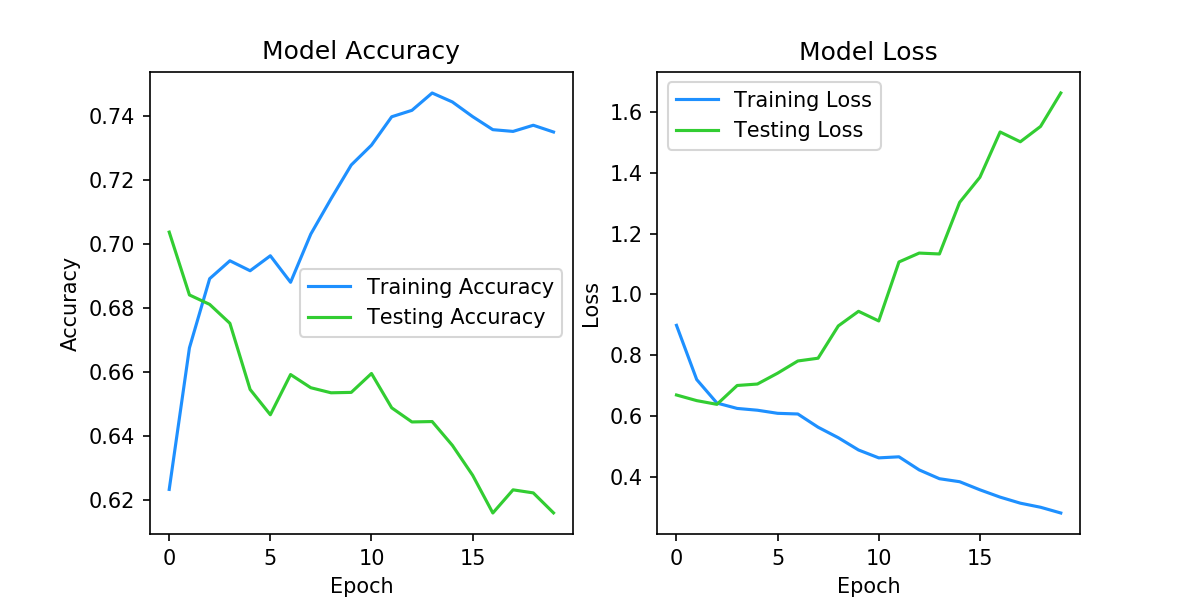 Model Accuracy
0.74
0.72
0.70
0.68
0.66
0.64
0.62
Accuracy
Training Accuracy
Testing Accuracy
0 5 10 15
Epoch
Model Loss
Training Loss
Testing Loss
1.6
1.4
1.2
1.0
0.8
0.6
0.4
Loss
0 5 10 15
Epoch